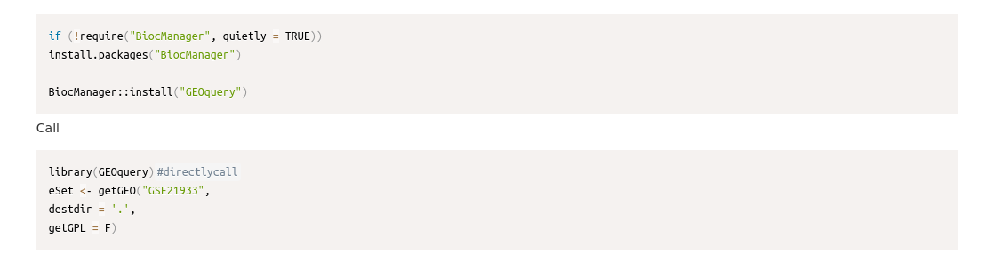 if (!require("BiocManager", quietly = TRUE))
install.packages("BiocManager")
BiocManager::install("GEOquery")
Call
library(GEOquery)#directlycall
eSet <- getGEO("GSE21933",
destdir = '.',
getGPL = F)